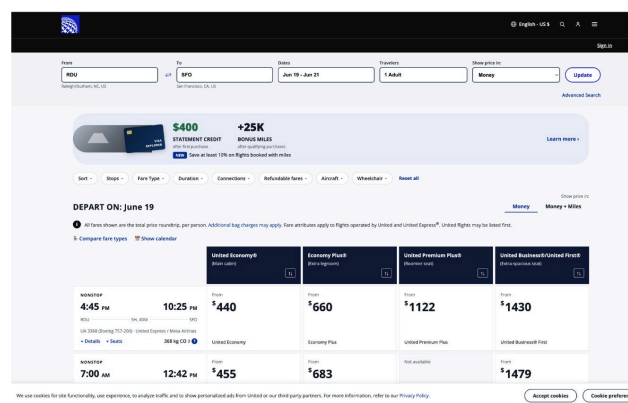 English - US $
Sign in
From
To
Dates
Travelers
Show price in:
RDU
SFO
Jun 19 - Jun 21
1 Adult
Money
Update
Raleigh/Durham, NC, US
San Francisco, CA, US
Advanced Search
$400
STATEMENT CREDIT
after first purchase
+25K
BONUS MILES
after qualifying purchases
NEW Save at least 10% on flights booked with miles
VISA
EXPLORER
Learn more ›
Sort
Stops
Fare Type
Duration
Connections
Refundable fares
Aircraft
Wheelchair
Reset all
Show price in:
DEPART ON: June 19
Money
Money + Miles
All fares shown are the total price roundtrip, per person. Additional bag charges may apply. Fare attributes apply to flights operated by United and United Express®. United flights may be listed first.
Compare fare types
Show calendar
United Economy®
(Main cabin)
Economy Plus®
(Extra legroom)
United Premium Plus®
(Roomier seat)
United Business®/United First®
(Extra-spacious seat)
NONSTOP
4:45 PM
10:25 PM
RDU
5H, 40M
SFO
UA 3368 (Boeing 757-200) · United Express / Mesa Airlines
+ Details
+ Seats
368 kg CO 2 ?
From
$440
United Economy
From
$660
Economy Plus
From
$1122
United Premium Plus
From
$1430
United Business® First
NONSTOP
7:00 AM
12:42 PM
From
$455
From
$683
Not available
From
$1479
We use cookies for site functionality, use experience, to analyze traffic and to show personalized ads from United or our third party partners. For more information, refer to our Privacy Policy.
Accept cookies
Cookie prefere